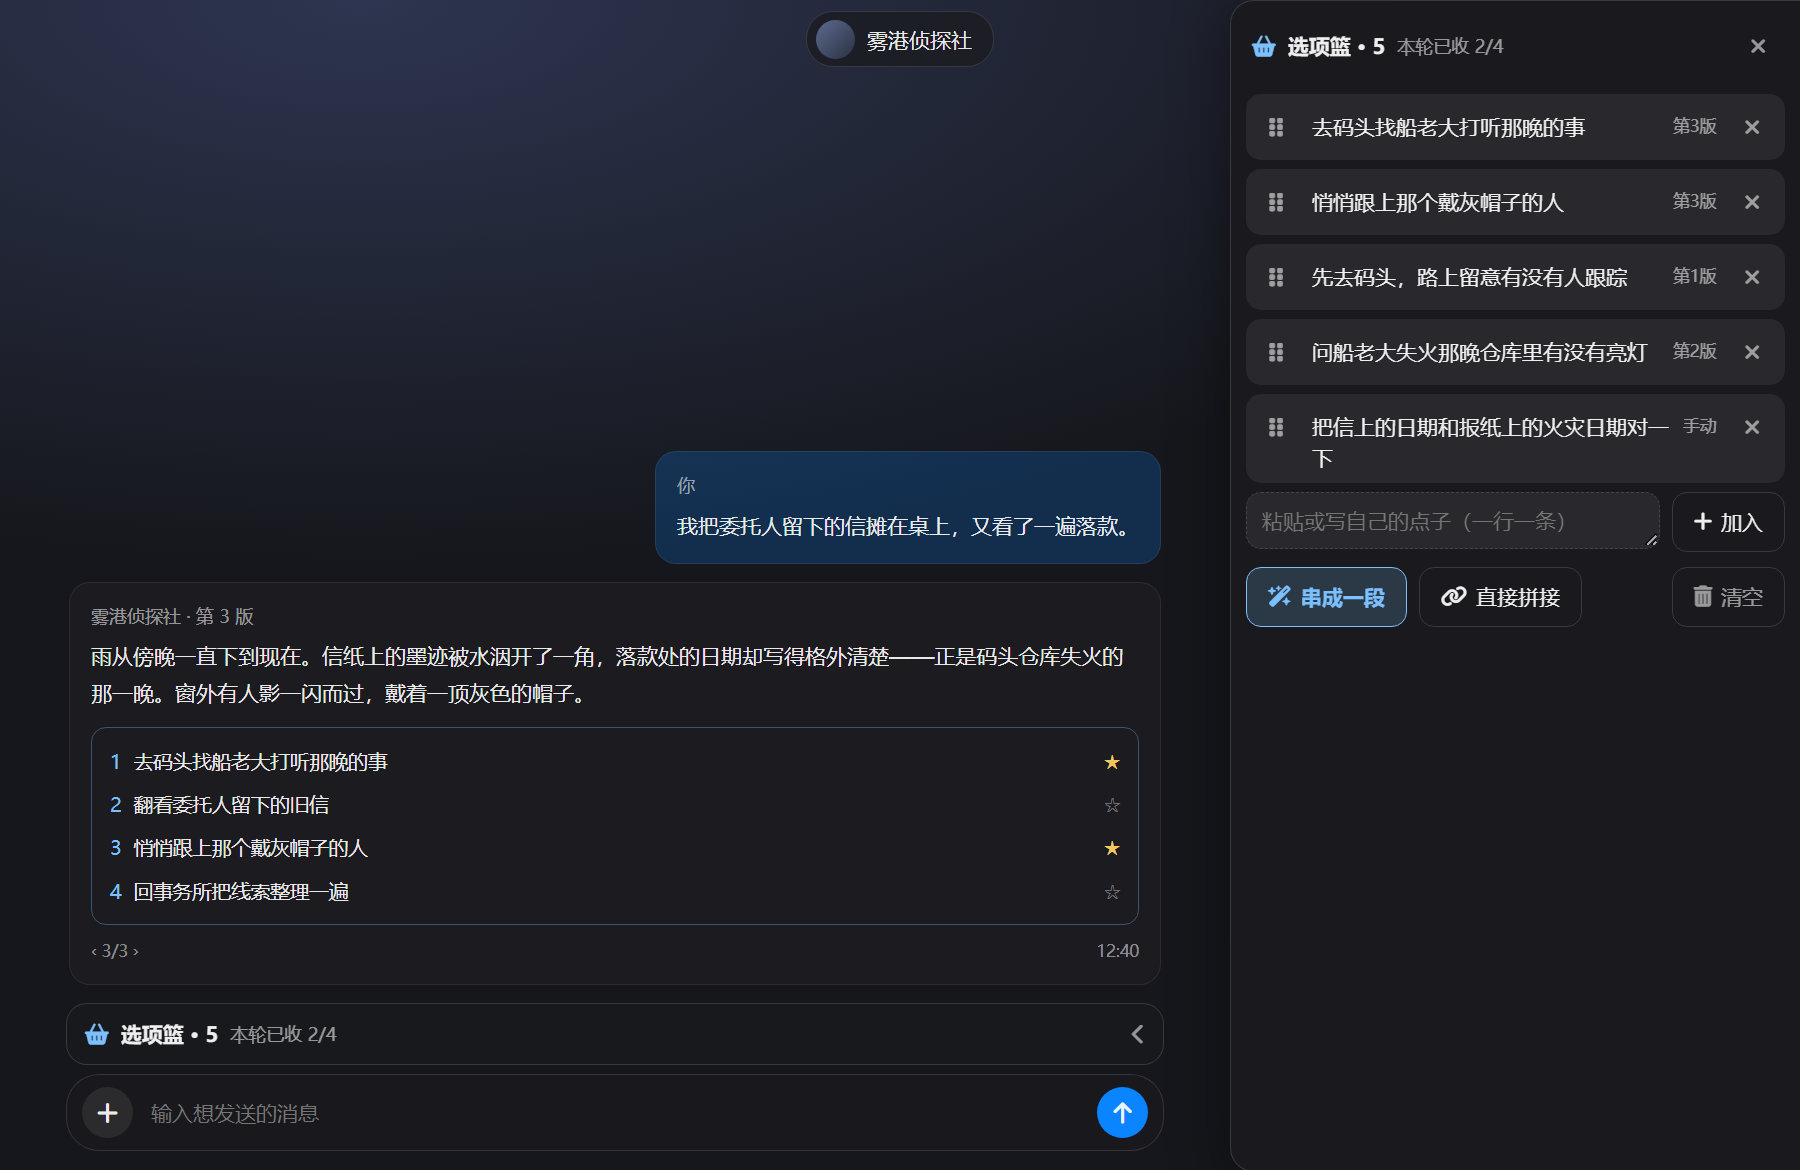 雾港侦探社
你
我把委托人留下的信摊在桌上，又看了一遍落款。
雾港侦探社 · 第 3 版
雨从傍晚一直下到现在。信纸上的墨迹被水洇开了一角，落款处的日期却写得格外清楚——正是码头仓库失火的
那一晚。窗外有人影一闪而过，戴着一顶灰色的帽子。
1 去码头找船老大打听那晚的事 ★
2 翻看委托人留下的旧信 ☆
3 悄悄跟上那个戴灰帽子的人 ★
4 回事务所把线索整理一遍 ☆
‹ 3/3 › 12:40
选项篮 • 5 本轮已收 2/4
输入想发送的消息
选项篮 • 5 本轮已收 2/4
去码头找船老大打听那晚的事 第3版
悄悄跟上那个戴灰帽子的人 第3版
先去码头，路上留意有没有人跟踪 第1版
问船老大失火那晚仓库里有没有亮灯 第2版
把信上的日期和报纸上的火灾日期对一 手动
下
粘贴或写自己的点子（一行一条） 加入
串成一段 直接拼接 清空